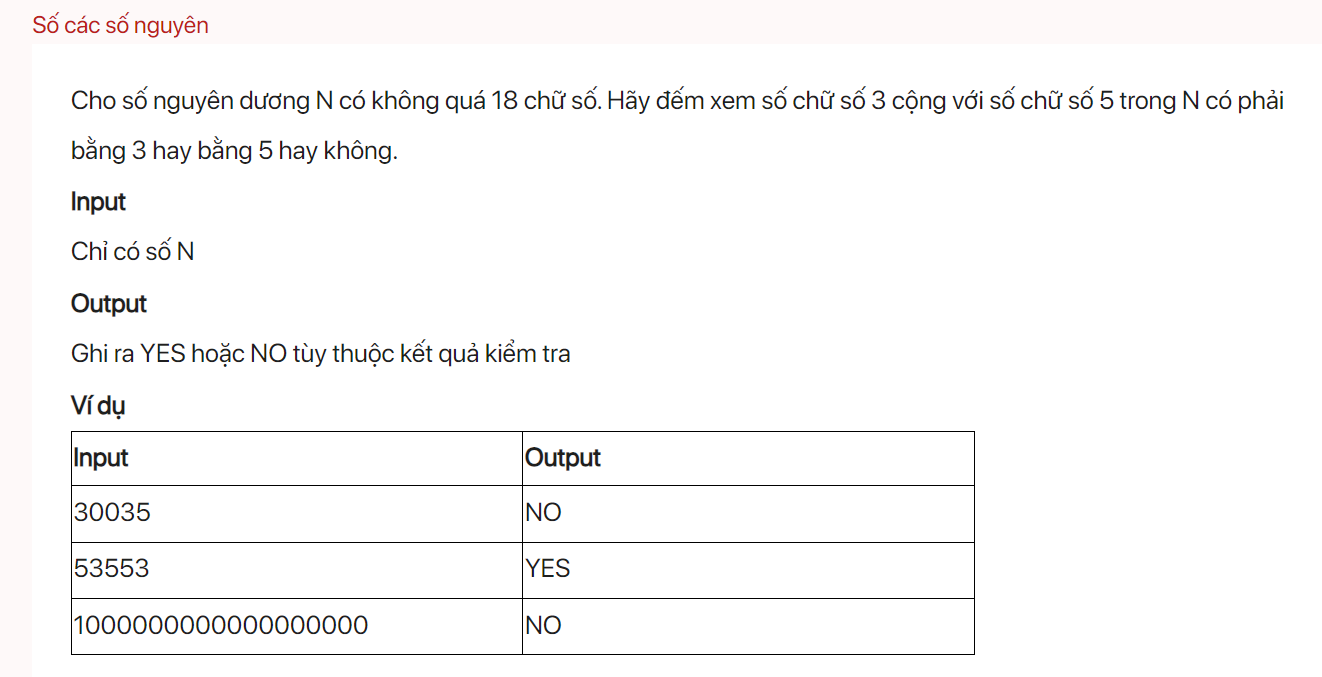 Số các số nguyên
Cho số nguyên dương N có không quá 18 chữ số. Hãy đếm xem số chữ số 3 cộng với số chữ số 5 trong N có phải
bằng 3 hay bằng 5 hay không.
Input
Chỉ có số N
Output
Ghi ra YES hoặc NO tùy thuộc kết quả kiểm tra
Ví dụ
Input Output
30035 NO
53553 YES
1000000000000000000 NO